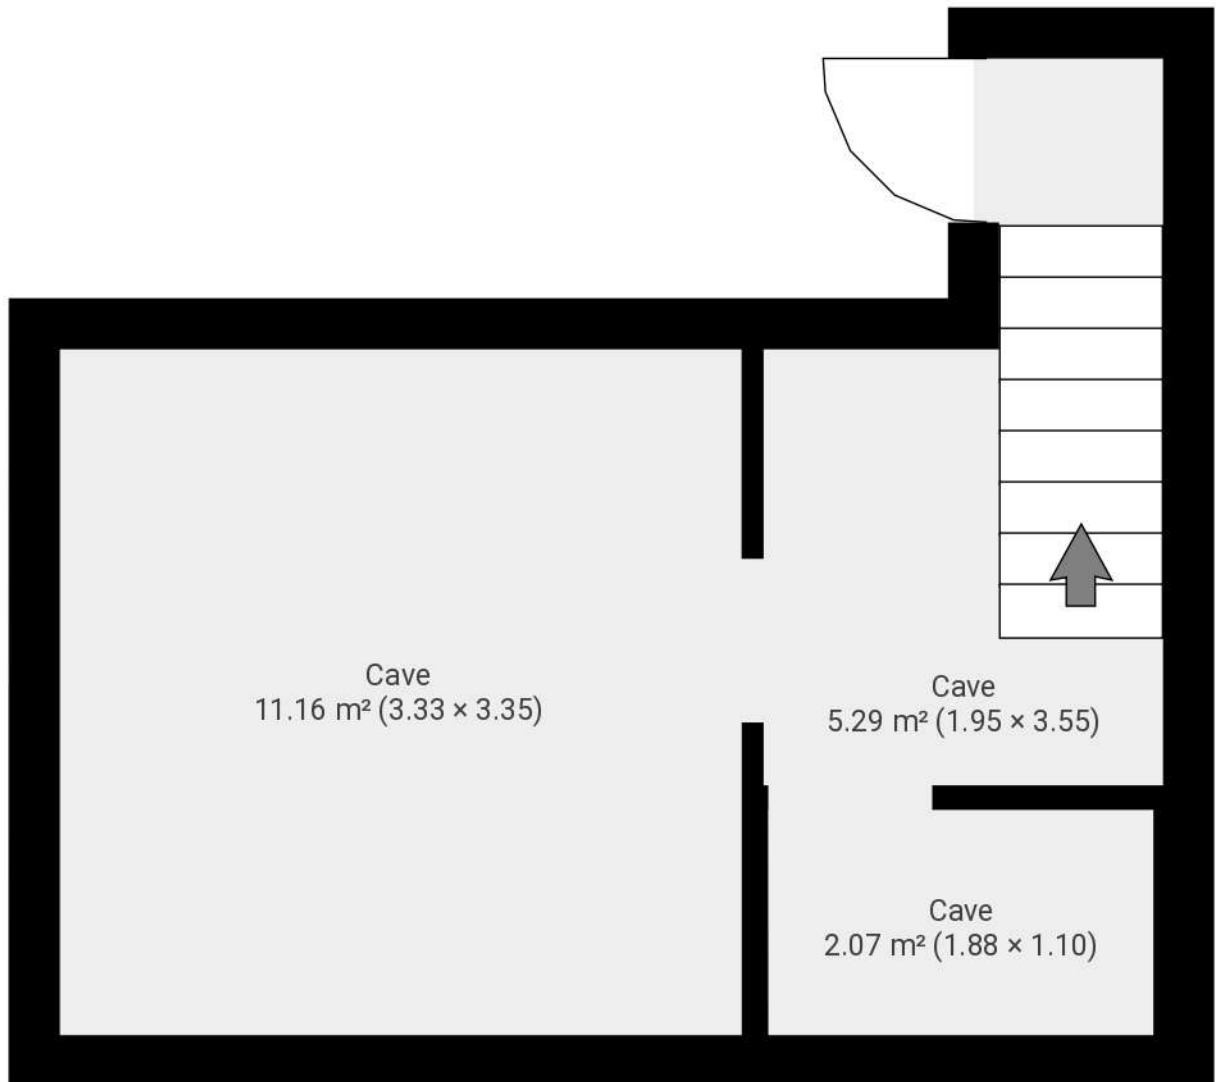 Cave
11.16 m² (3.33 × 3.35)
Cave
5.29 m² (1.95 × 3.55)
Cave
2.07 m² (1.88 × 1.10)